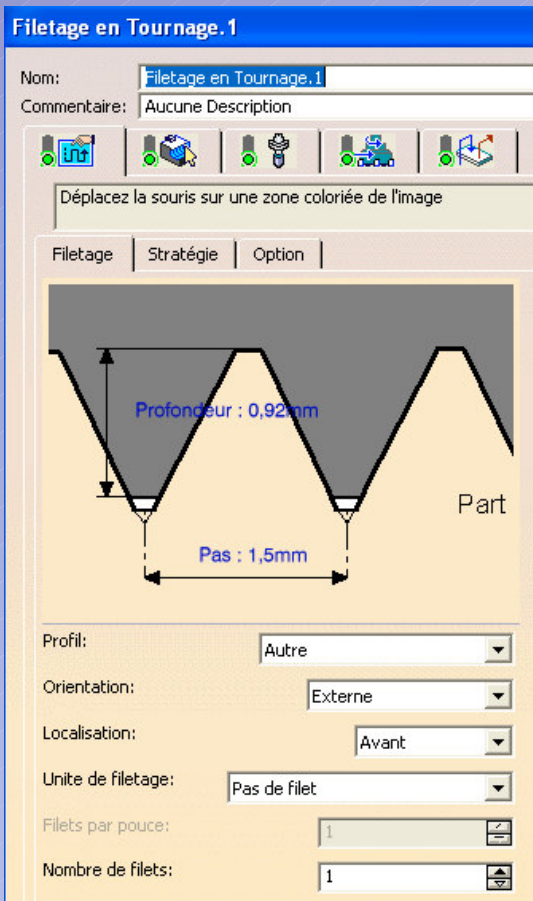 Filetage en Tournage.1
Nom: Filetage en Tournage.1
Commentaire: Aucune Description
Déplacez la souris sur une zone coloriée de l'image
Filetage Stratégie Option
Profondeur : 0,92mm
Part
Pas : 1,5mm
Profil: Autre
Orientation: Externe
Localisation: Avant
Unite de filetage: Pas de filet
Filets par pouce: 1
Nombre de filets: 1